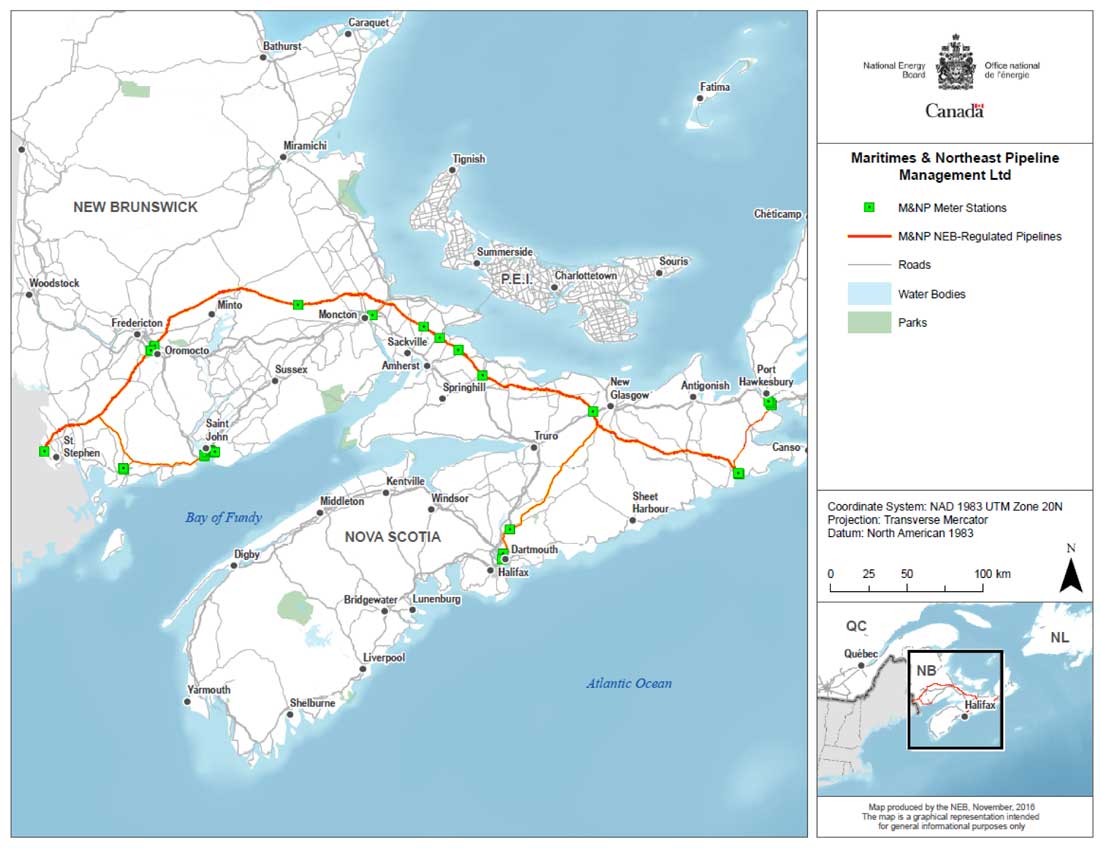 Caraquet
Bathurst
Fatima
Miramichi
Tignish
NEW BRUNSWICK
Chéticamp
Summerside
Souris
P.E.I.
Charlottetown
Woodstock
Minto
Fredericton
Moncton
Oromocto
Sackville
Amherst
Sussex
Springhill
New
Glasgow
Antigonish
Port
Hawkesbury
Saint
John
St.
Stephen
Truro
Canso
Kentville
Windsor
Middleton
Sheet
Harbour
Bay of Fundy
NOVA SCOTIA
Digby
Dartmouth
Halifax
Bridgewater
Lunenburg
Liverpool
Yarmouth
Shelburne
Atlantic Ocean
National Energy
Board
Office national
de l'énergie
Canada
Maritimes & Northeast Pipeline
Management Ltd
M&NP Meter Stations
M&NP NEB-Regulated Pipelines
Roads
Water Bodies
Parks
Coordinate System: NAD 1983 UTM Zone 20N
Projection: Transverse Mercator
Datum: North American 1983
N
0 25 50 100 km
QC
Québec
NL
NB
Halifax
Map produced by the NEB, November, 2016
The map is a graphical representation intended
for general informational purposes only